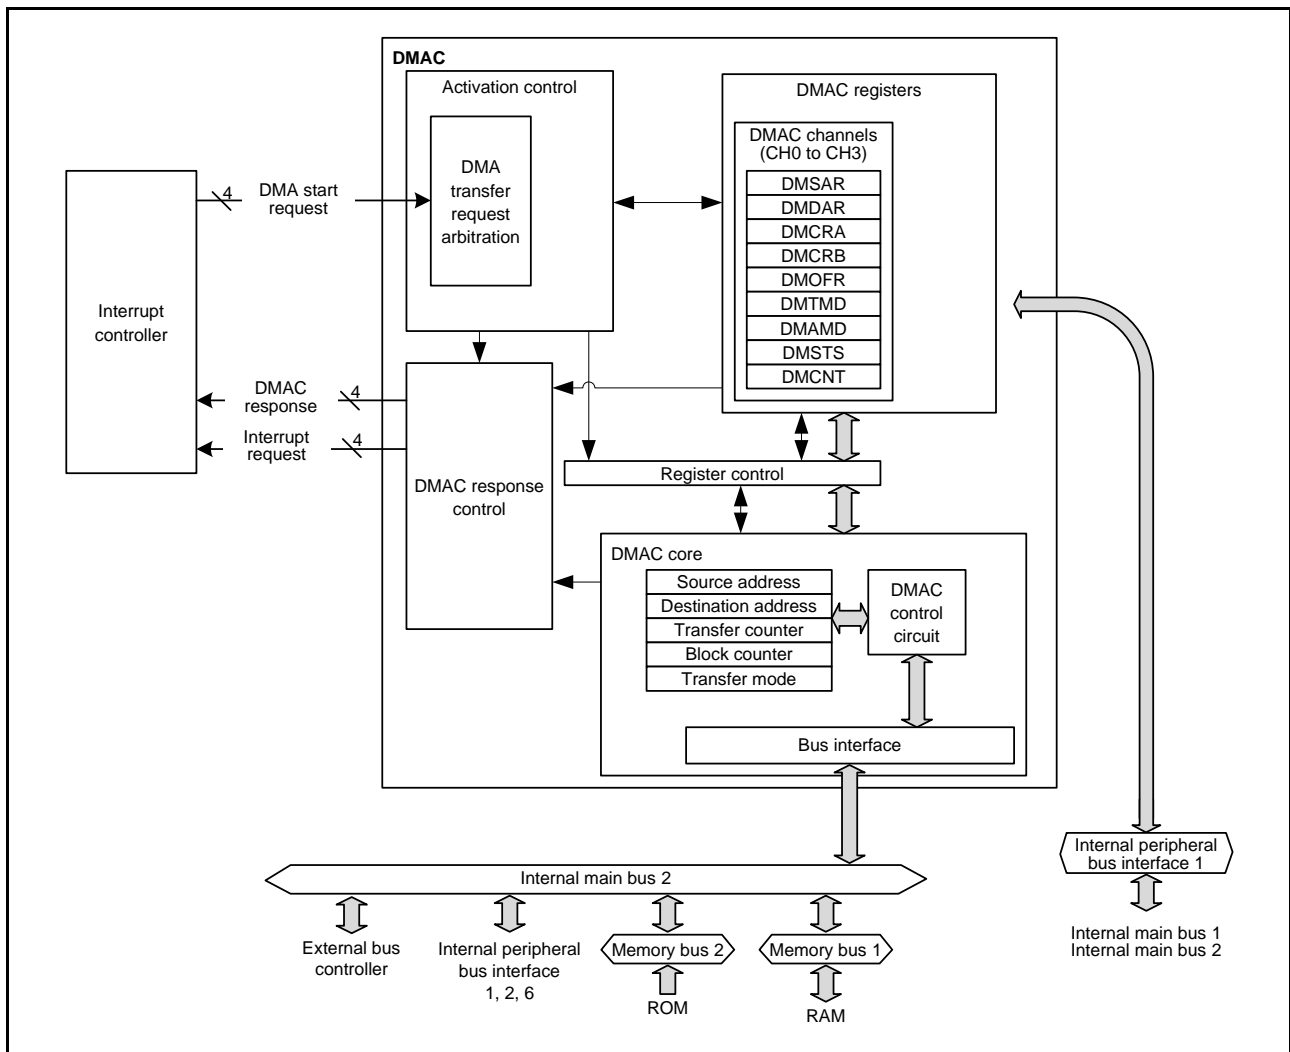 DMAC
Activation control
DMA
transfer
request
arbitration
DMAC registers
DMAC channels
(CH0 to CH3)
DMSAR
DMDAR
DMCRA
DMCRB
DMOFR
DMTMD
DMAMD
DMSTS
DMCNT
Interrupt
controller
4
DMA start
request
DMAC
response
4
Interrupt
request
4
DMAC response
control
Register control
DMAC core
Source address
Destination address
Transfer counter
Block counter
Transfer mode
DMAC
control
circuit
Bus interface
Internal main bus 2
External bus
controller
Internal peripheral
bus interface
1, 2, 6
Memory bus 2
ROM
Memory bus 1
RAM
Internal peripheral
bus interface 1
Internal main bus 1
Internal main bus 2